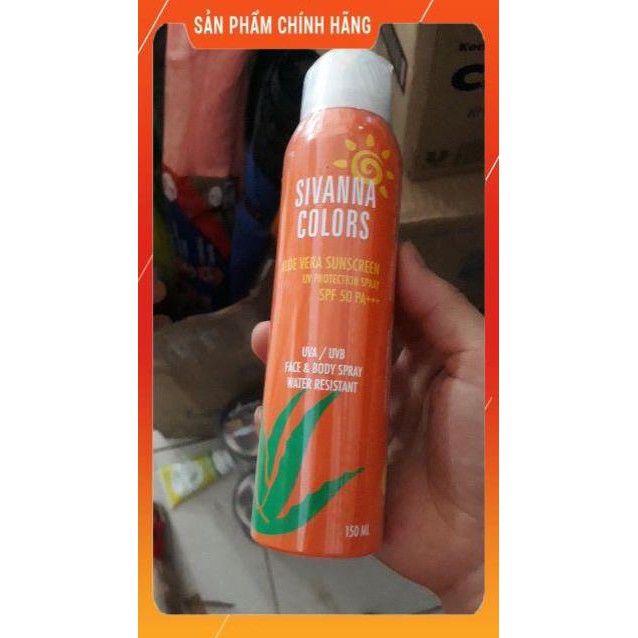 SẢN PHẨM CHÍNH HÃNG
SIVANNA
COLORS
ALOE VERA SUNSCREEN
UV PROTECTION SPRAY
SPF 50 PA+++
UVA / UVB
FACE & BODY SPRAY
WATER RESISTANT
150 ML